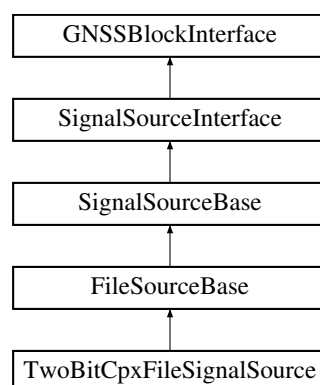 GNSSBlockInterface
SignalSourceInterface
SignalSourceBase
FileSourceBase
TwoBitCpxFileSignalSource